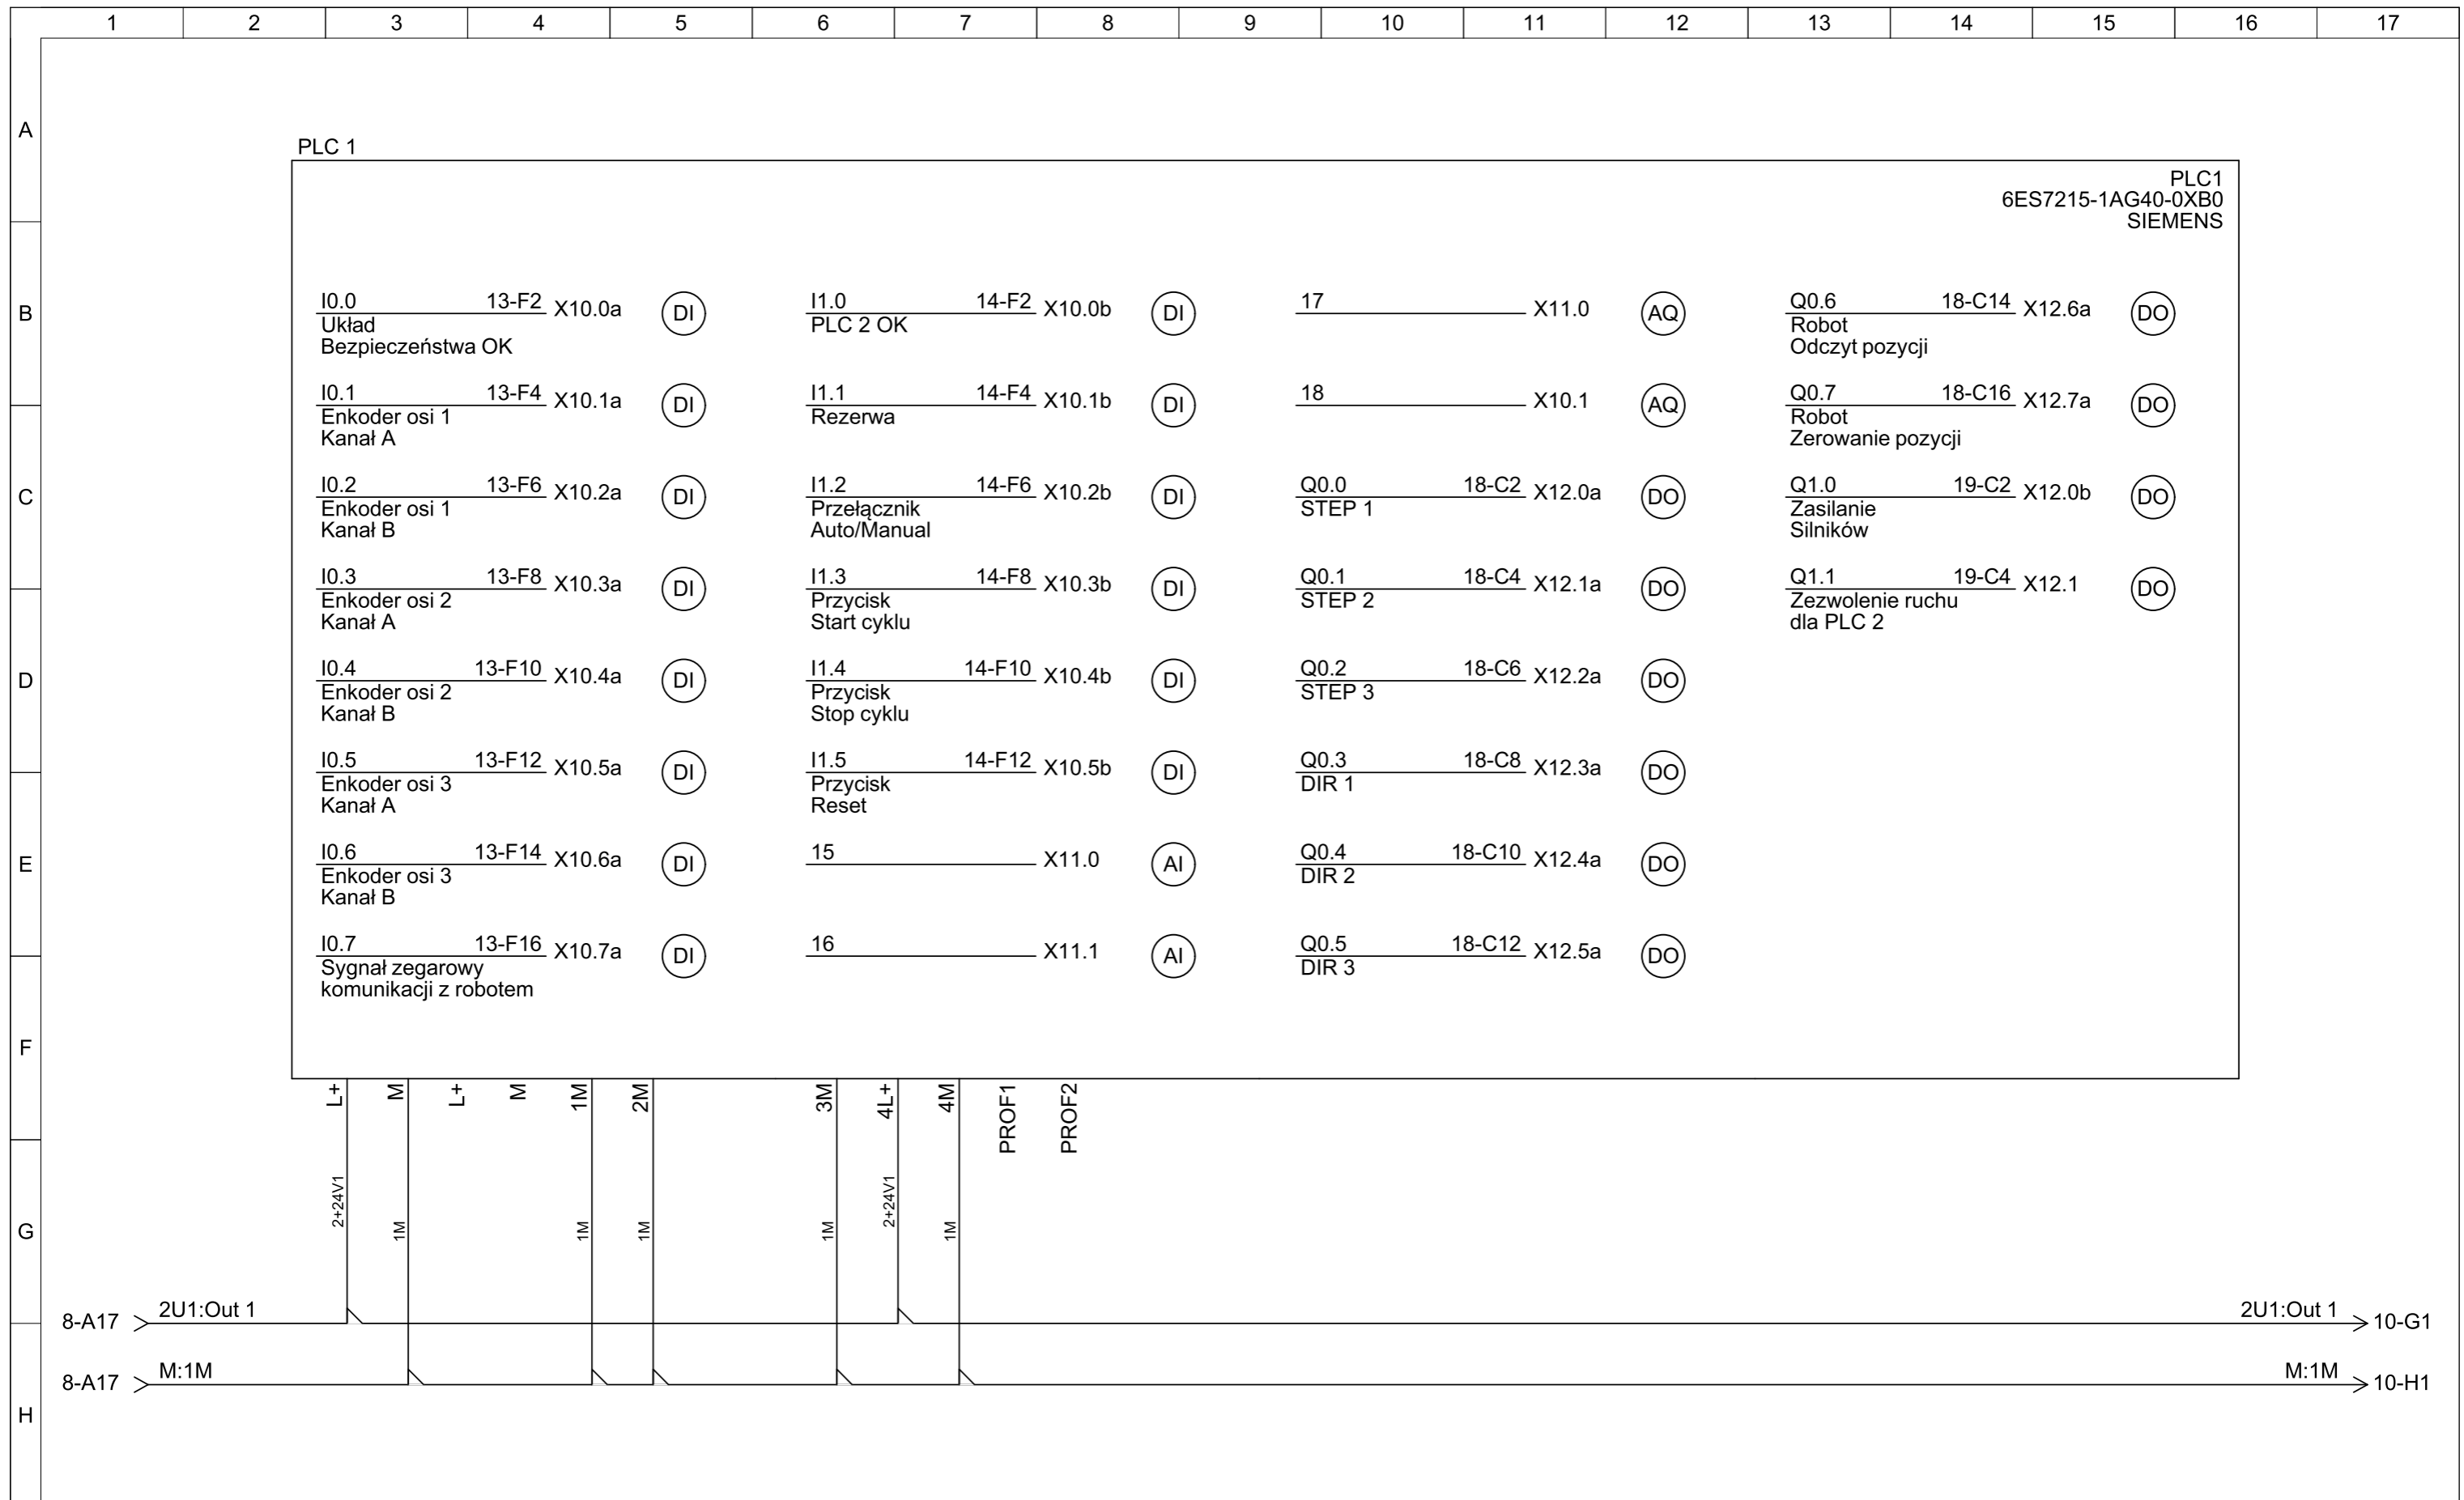 1 2 3 4 5 6 7 8 9 10 11 12 13 14 15 16 17
A
PLC 1
PLC1
6ES7215-1AG40-0XB0
SIEMENS
B
I0.0 13-F2 X10.0a DI
Układ
Bezpieczeństwa OK
I0.1 13-F4 X10.1a DI
Enkoder osi 1
Kanał A
I0.2 13-F6 X10.2a DI
Enkoder osi 1
Kanał B
I0.3 13-F8 X10.3a DI
Enkoder osi 2
Kanał A
I0.4 13-F10 X10.4a DI
Enkoder osi 2
Kanał B
I0.5 13-F12 X10.5a DI
Enkoder osi 3
Kanał A
I0.6 13-F14 X10.6a DI
Enkoder osi 3
Kanał B
I0.7 13-F16 X10.7a DI
Sygnał zegarowy
komunikacji z robotem
I1.0 14-F2 X10.0b DI
PLC 2 OK
I1.1 14-F4 X10.1b DI
Rezerwa
I1.2 14-F6 X10.2b DI
Przełącznik
Auto/Manual
I1.3 14-F8 X10.3b DI
Przycisk
Start cyklu
I1.4 14-F10 X10.4b DI
Przycisk
Stop cyklu
I1.5 14-F12 X10.5b DI
Przycisk
Reset
15 X11.0 AI
16 X11.1 AI
17 X11.0 AQ
18 X10.1 AQ
Q0.0 18-C2 X12.0a DO
STEP 1
Q0.1 18-C4 X12.1a DO
STEP 2
Q0.2 18-C6 X12.2a DO
STEP 3
Q0.3 18-C8 X12.3a DO
DIR 1
Q0.4 18-C10 X12.4a DO
DIR 2
Q0.5 18-C12 X12.5a DO
DIR 3
Q0.6 18-C14 X12.6a DO
Robot
Odczyt pozycji
Q0.7 18-C16 X12.7a DO
Robot
Zerowanie pozycji
Q1.0 19-C2 X12.0b DO
Zasilanie
Silników
Q1.1 19-C4 X12.1 DO
Zezwolenie ruchu
dla PLC 2
C
D
E
F
L+ M L+ M 1M 2M 3M 4L+ 4M PROF1 PROF2
G
2+24V1 1M 1M 1M 1M 2+24V1 1M
8-A17 2U1:Out 1 2U1:Out 1 10-G1
8-A17 M:1M M:1M 10-H1
H